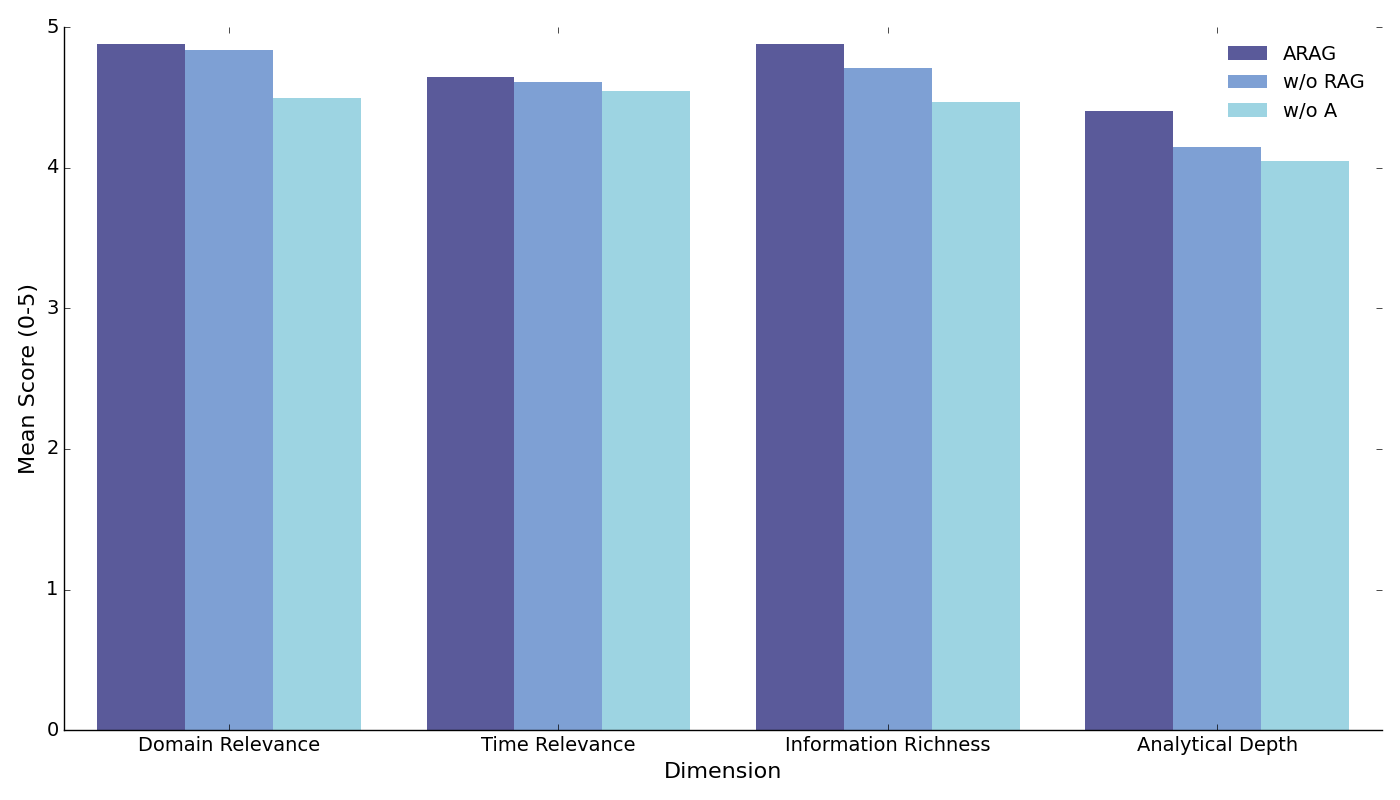 5
4
3
2
1
0
Mean Score (0-5)
ARAG
w/o RAG
w/o A
Domain Relevance
Time Relevance
Information Richness
Analytical Depth
Dimension